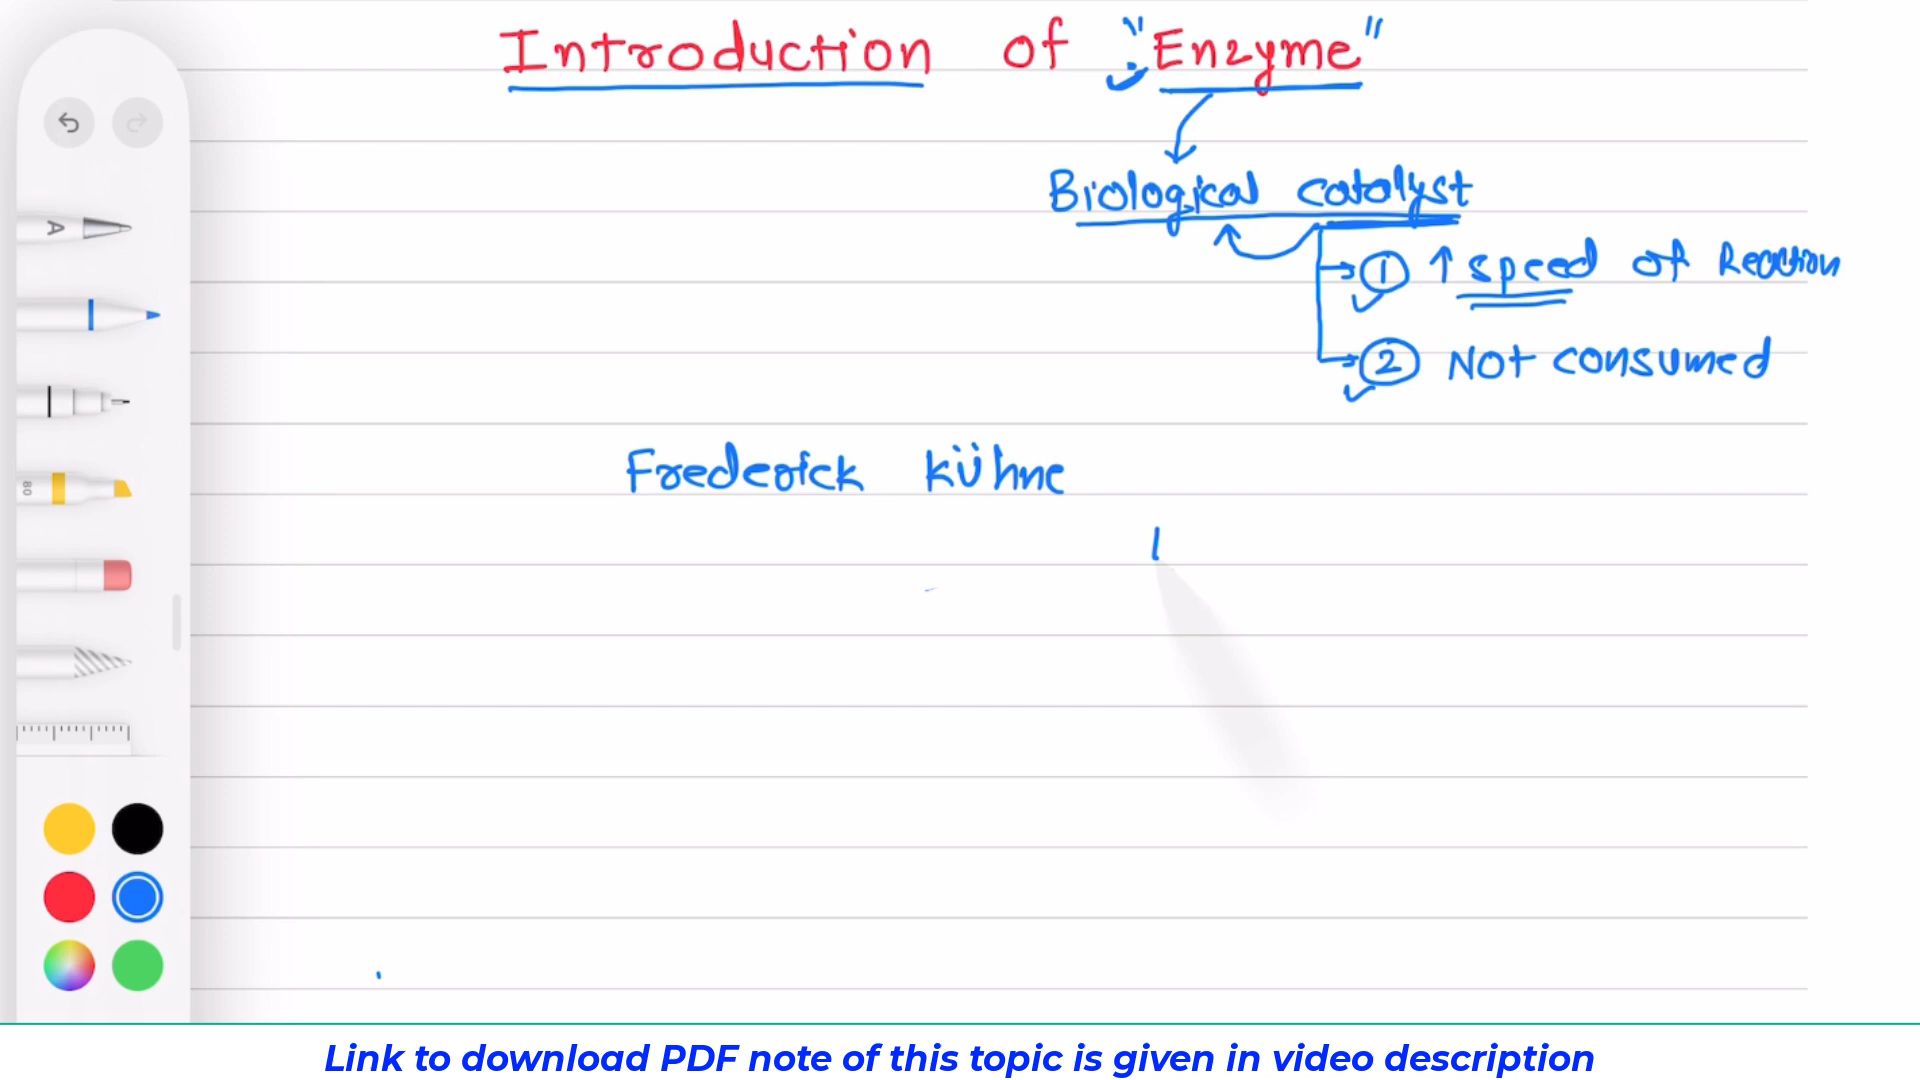 Introduction of "Enzyme"
Biological catalyst
① ↑ speed of Reaction
② Not consumed
Frederick kühne
Link to download PDF note of this topic is given in video description